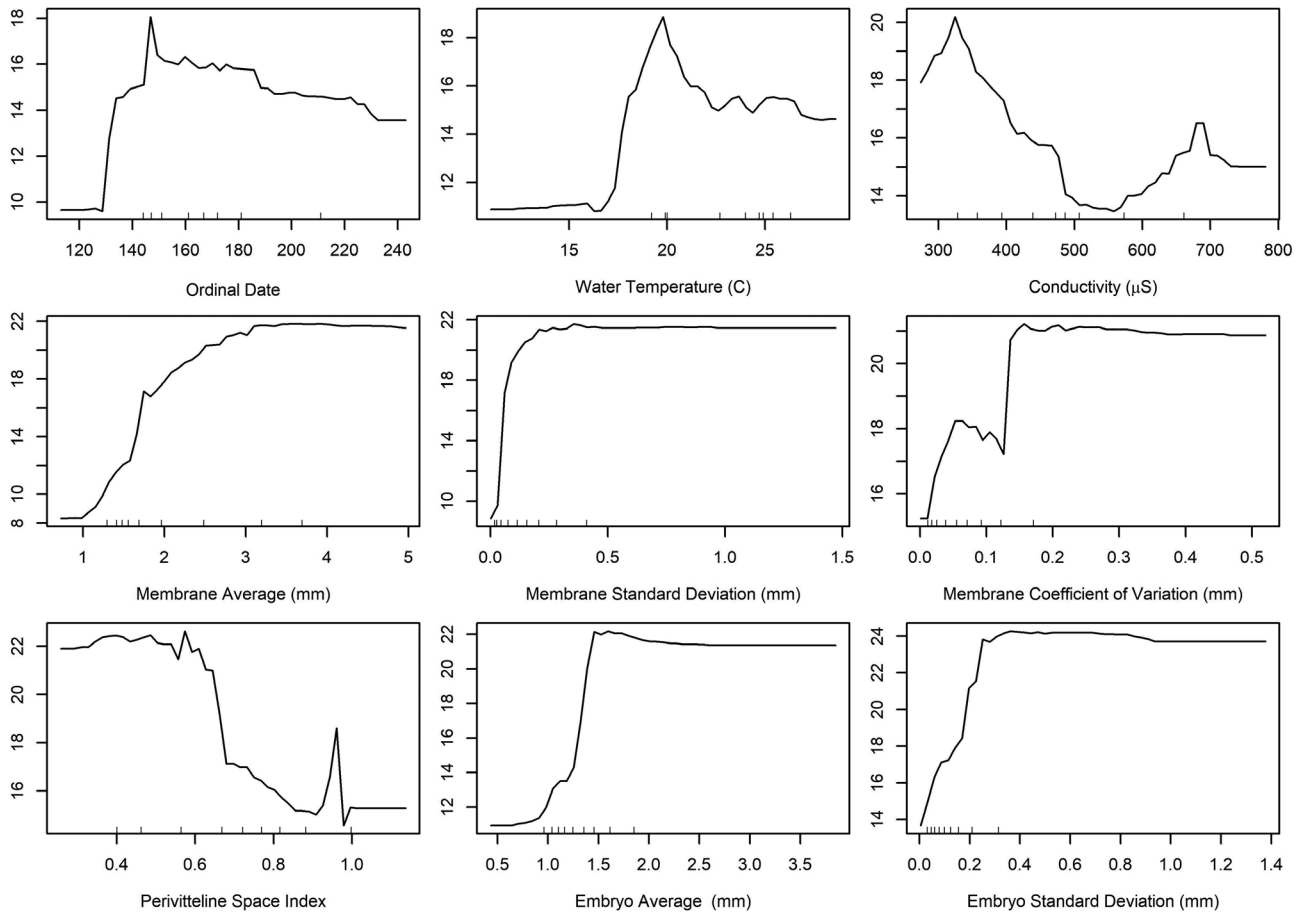 18
16
14
12
10
120 140 160 180 200 220 240
Ordinal Date
18
16
14
12
15 20 25
Water Temperature (C)
20
18
16
14
300 400 500 600 700 800
Conductivity (μS)
22
18
14
10
8
1 2 3 4 5
Membrane Average (mm)
22
18
14
10
0.0 0.5 1.0 1.5
Membrane Standard Deviation (mm)
20
18
16
0.0 0.1 0.2 0.3 0.4 0.5
Membrane Coefficient of Variation (mm)
22
20
18
16
0.4 0.6 0.8 1.0
Perivitteline Space Index
22
20
18
16
14
12
0.5 1.0 1.5 2.0 2.5 3.0 3.5
Embryo Average (mm)
24
22
20
18
16
14
0.0 0.2 0.4 0.6 0.8 1.0 1.2 1.4
Embryo Standard Deviation (mm)